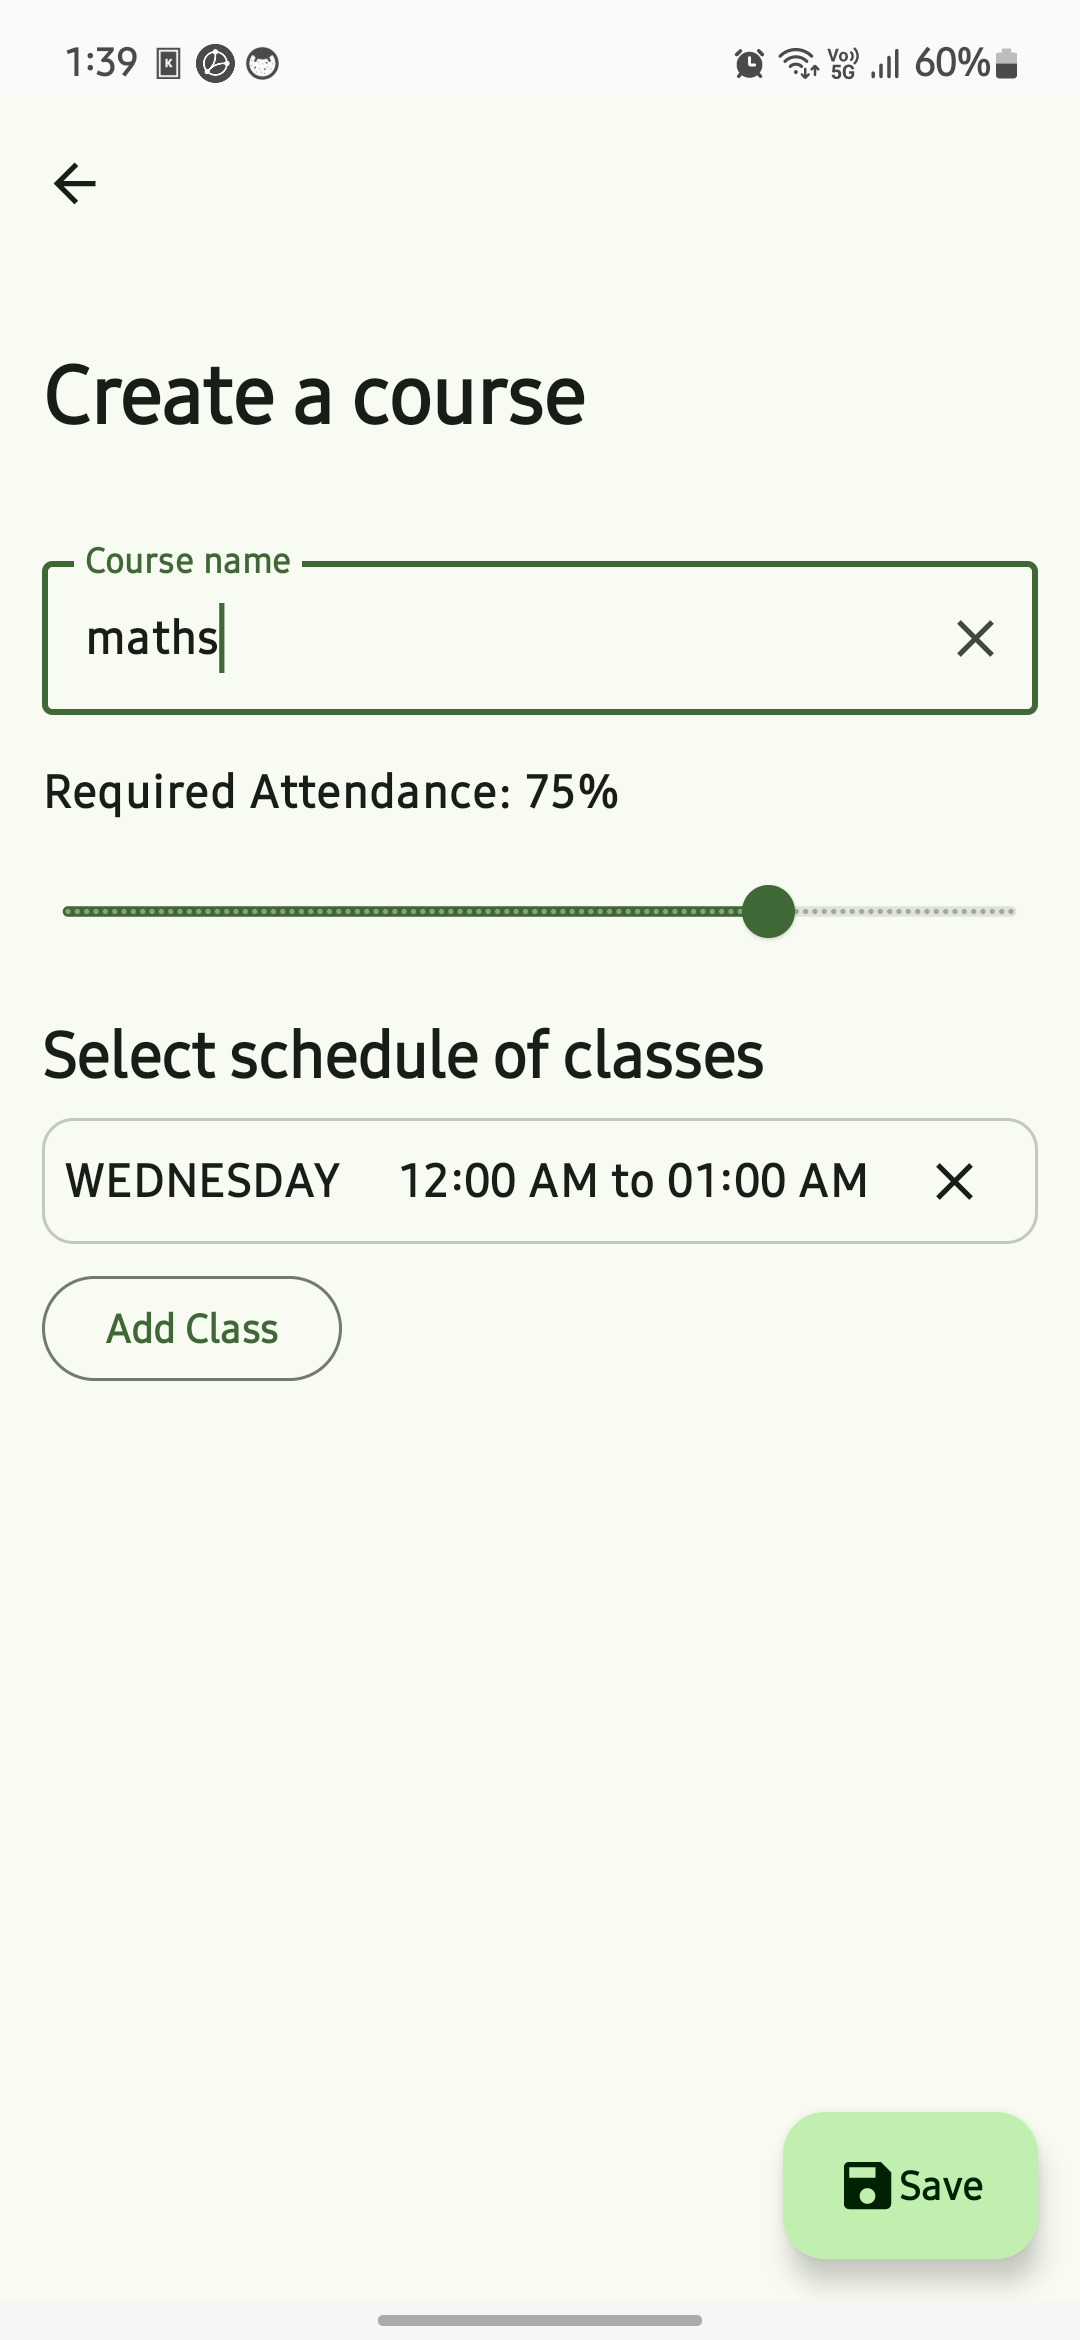 1:39 K Vo)) 5G 60%
Create a course
Course name
maths
Required Attendance: 75%
Select schedule of classes
WEDNESDAY 12:00 AM to 01:00 AM
Add Class
Save